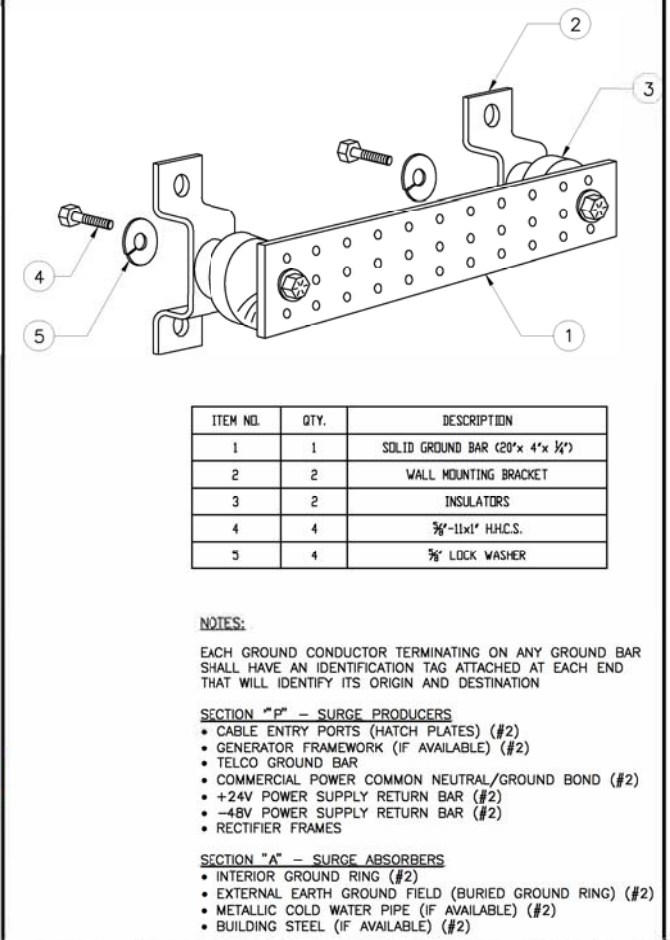 2
3
4
5
1
ITEM NO. QTY. DESCRIPTION
1 1 SOLID GROUND BAR (20"x 4"x ¼")
2 2 WALL MOUNTING BRACKET
3 2 INSULATORS
4 4 ⅝"-11x1" H.H.C.S.
5 4 ⅝" LOCK WASHER
NOTES:
EACH GROUND CONDUCTOR TERMINATING ON ANY GROUND BAR
SHALL HAVE AN IDENTIFICATION TAG ATTACHED AT EACH END
THAT WILL IDENTIFY ITS ORIGIN AND DESTINATION
SECTION "P" – SURGE PRODUCERS
• CABLE ENTRY PORTS (HATCH PLATES) (#2)
• GENERATOR FRAMEWORK (IF AVAILABLE) (#2)
• TELCO GROUND BAR
• COMMERCIAL POWER COMMON NEUTRAL/GROUND BOND (#2)
• +24V POWER SUPPLY RETURN BAR (#2)
• –48V POWER SUPPLY RETURN BAR (#2)
• RECTIFIER FRAMES
SECTION "A" – SURGE ABSORBERS
• INTERIOR GROUND RING (#2)
• EXTERNAL EARTH GROUND FIELD (BURIED GROUND RING) (#2)
• METALLIC COLD WATER PIPE (IF AVAILABLE) (#2)
• BUILDING STEEL (IF AVAILABLE) (#2)